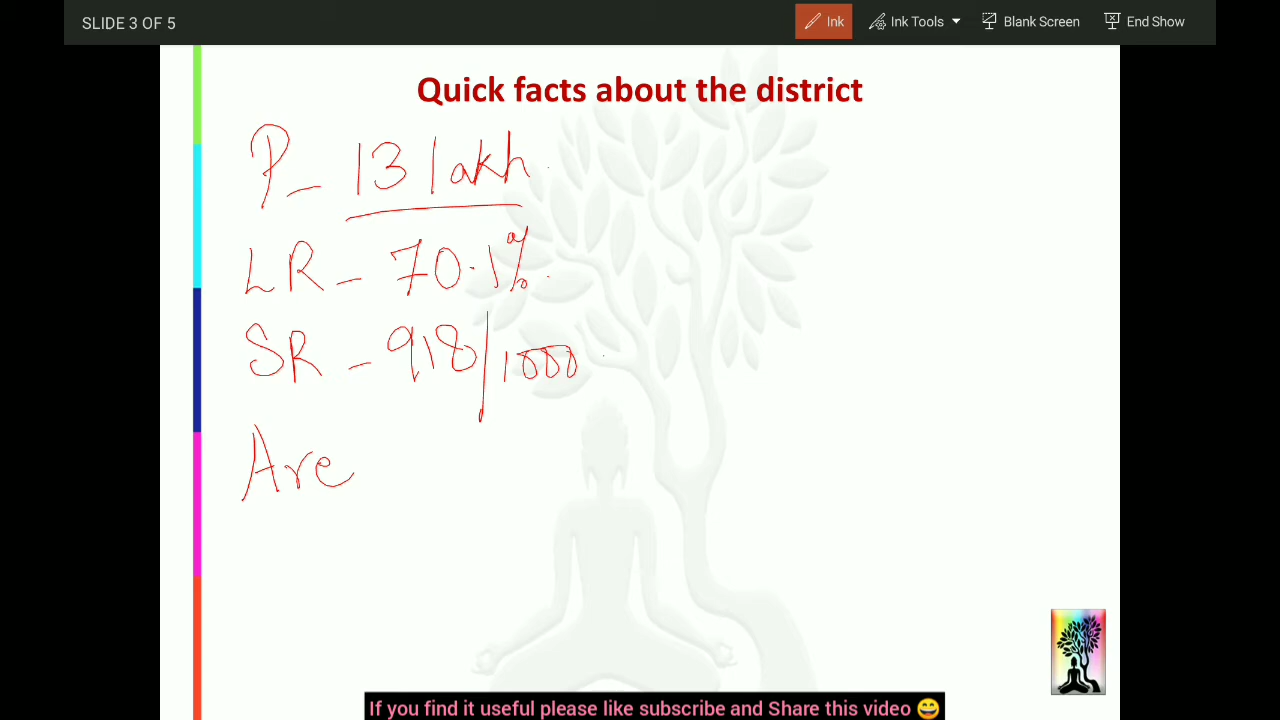 SLIDE 3 OF 5
Ink
Ink Tools
Blank Screen
End Show
Quick facts about the district
P - 13 lakh
LR - 70.1%
SR - 918/1000
Are
If you find it useful please like subscribe and Share this video 😄